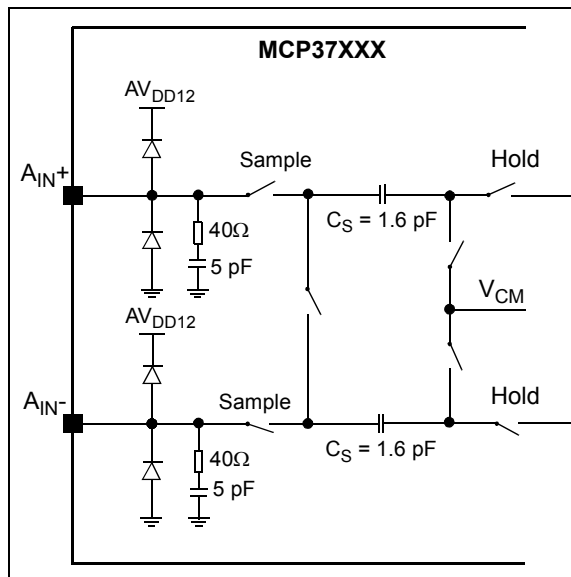 MCP37XXX
AVDD12
AIN+
Sample
Hold
CS = 1.6 pF
40Ω
5 pF
VCM
AVDD12
AIN-
Sample
Hold
CS = 1.6 pF
40Ω
5 pF